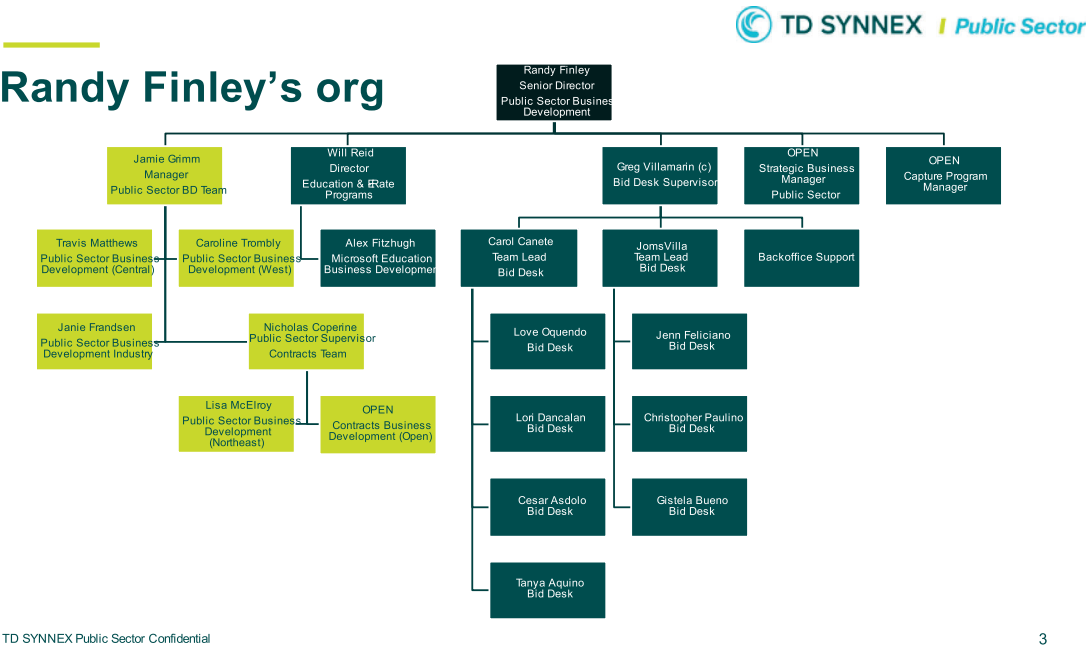 TD SYNNEX Public Sector
Randy Finley's org
Randy Finley
Senior Director
Public Sector Busines
Development
Jamie Grimm
Manager
Public Sector BD Team
Will Reid
Director
Education & E-Rate
Programs
Greg Villamarin (c)
Bid Desk Supervisor
OPEN
Strategic Business
Manager
Public Sector
OPEN
Capture Program
Manager
Travis Matthews
Public Sector Business
Development (Central)
Caroline Trombly
Public Sector Business
Development (West)
Alex Fitzhugh
Microsoft Education
Business Developmen
Carol Canete
Team Lead
Bid Desk
JomsVilla
Team Lead
Bid Desk
Backoffice Support
Janie Frandsen
Public Sector Business
Development Industry
Nicholas Coperine
Public Sector Supervisor
Contracts Team
Love Oquendo
Bid Desk
Jenn Feliciano
Bid Desk
Lisa McElroy
Public Sector Business
Development
(Northeast)
OPEN
Contracts Business
Development (Open)
Lori Dancalan
Bid Desk
Christopher Paulino
Bid Desk
Cesar Asdolo
Bid Desk
Gistela Bueno
Bid Desk
Tanya Aquino
Bid Desk
TD SYNNEX Public Sector Confidential
3